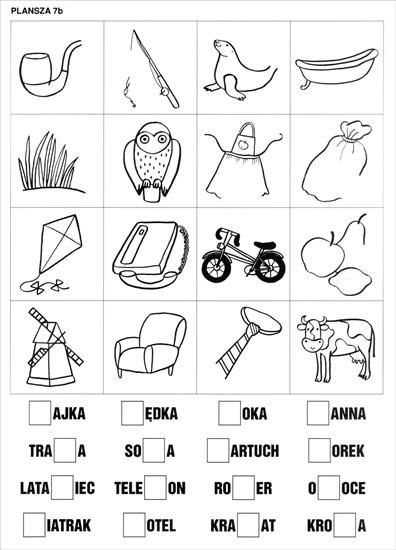 PLANSZA 7b
☐AJKA ☐ĘDKA ☐OKA ☐ANNA
TRA☐A SO☐A ☐ARTUCH ☐OREK
LATA☐IEC TELE☐ON RO☐ER O☐OCE
☐IATRAK ☐OTEL KRA☐AT KRO☐A